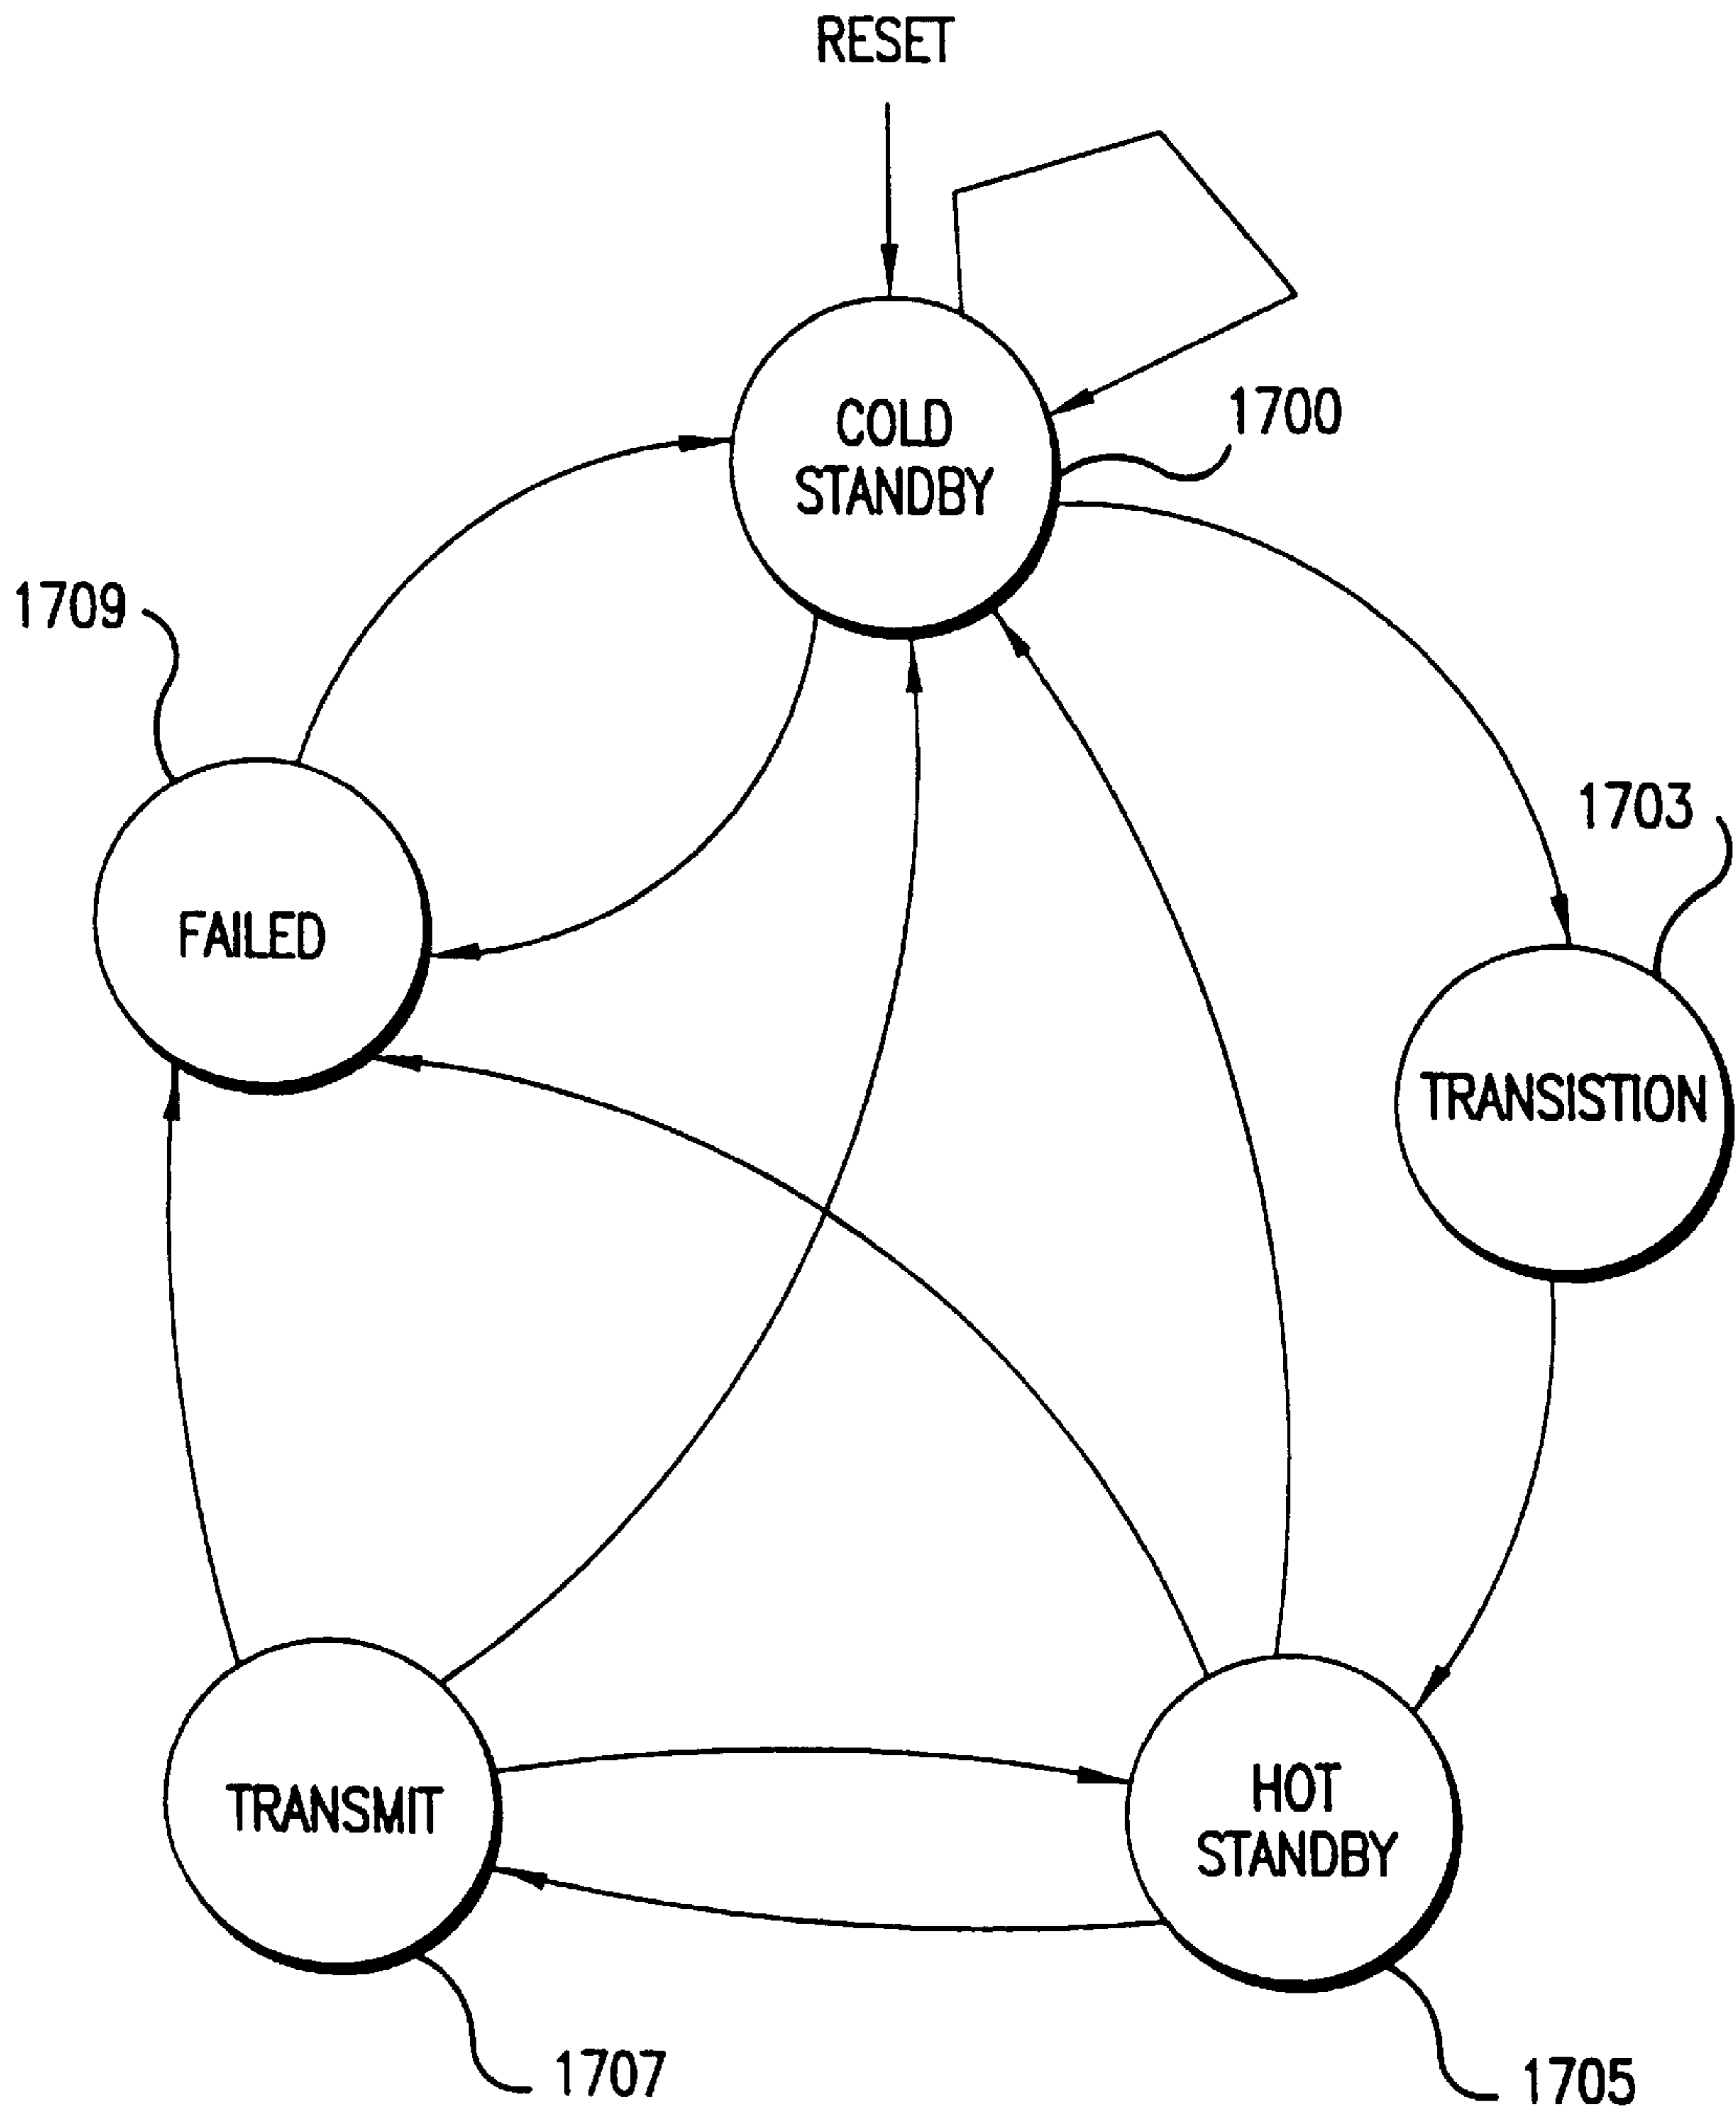 RESET
COLD
STANDBY
1700
1709
FAILED
1703
TRANSISTION
TRANSMIT
HOT
STANDBY
1707
1705